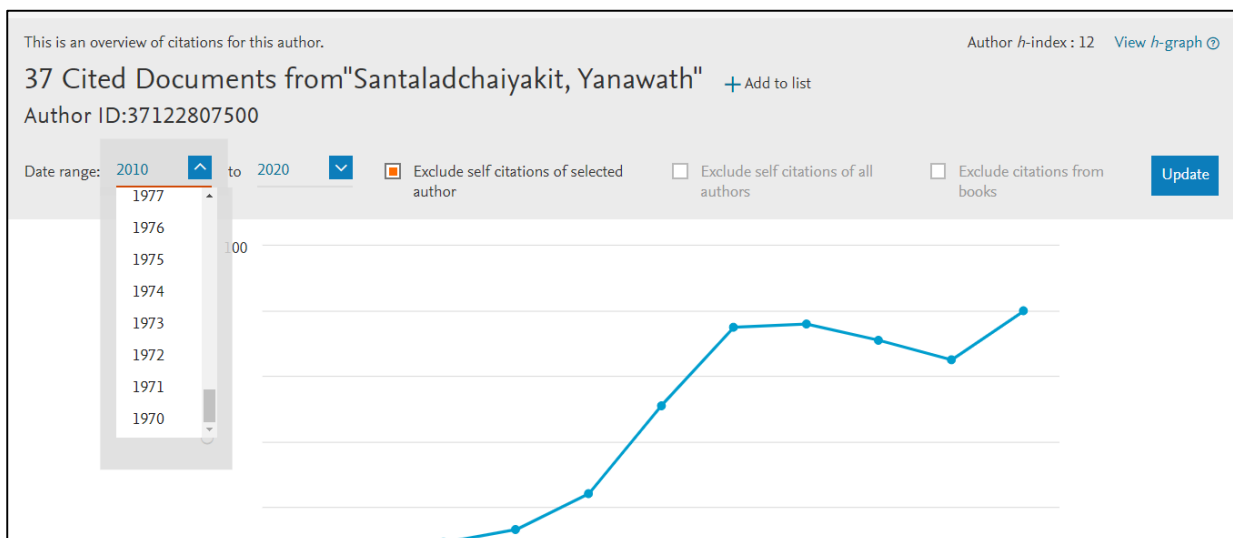 This is an overview of citations for this author.
Author h-index : 12 View h-graph
37 Cited Documents from"Santaladchaiyakit, Yanawath" + Add to list
Author ID:37122807500
Date range: 2010 to 2020
Exclude self citations of selected
author
Exclude self citations of all
authors
Exclude citations from
books
Update
1977
1976
1975
1974
1973
1972
1971
1970
100